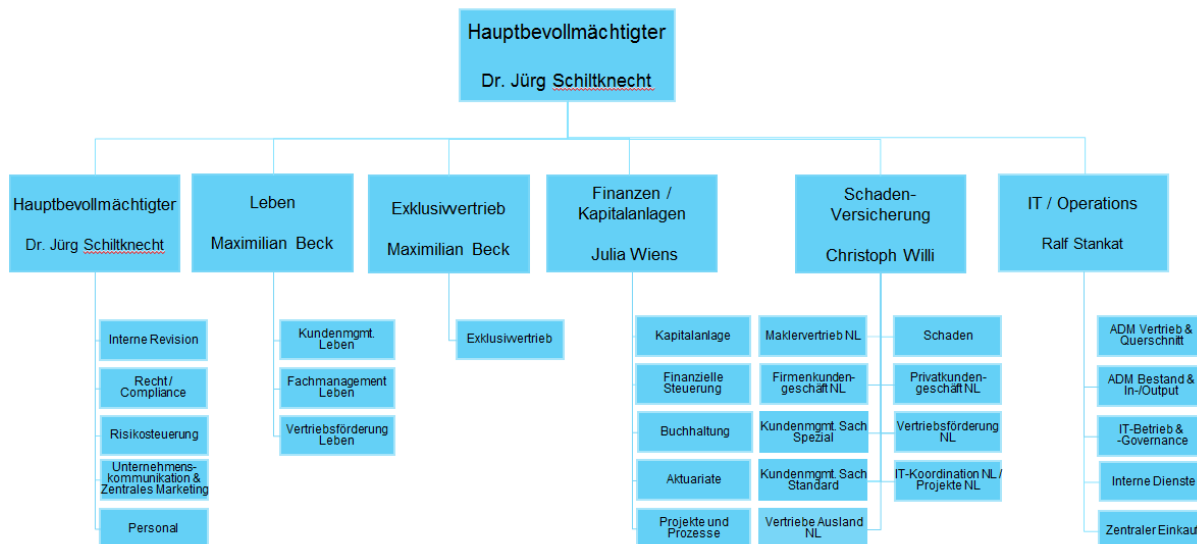 Hauptbevollmächtigter
Dr. Jürg Schiltknecht
Hauptbevollmächtigter
Dr. Jürg Schiltknecht
Interne Revision
Recht /
Compliance
Risikosteuerung
Unternehmens-
kommunikation &
Zentrales Marketing
Personal
Leben
Maximilian Beck
Kundenmgmt.
Leben
Fachmanagement
Leben
Vertriebsförderung
Leben
Exklusivvertrieb
Maximilian Beck
Exklusivvertrieb
Finanzen /
Kapitalanlagen
Julia Wiens
Kapitalanlage
Finanzielle
Steuerung
Buchhaltung
Aktuariate
Projekte und
Prozesse
Schaden-
Versicherung
Christoph Willi
Maklervertrieb NL
Firmenkunden-
geschäft NL
Kundenmgmt. Sach
Spezial
Kundenmgmt. Sach
Standard
Vertriebe Ausland
NL
Schaden
Privatkunden-
geschäft NL
Vertriebsförderung
NL
IT-Koordination NL /
Projekte NL
IT / Operations
Ralf Stankat
ADM Vertrieb &
Querschnitt
ADM Bestand &
In-/Output
IT-Betrieb &
-Governance
Interne Dienste
Zentraler Einkauf